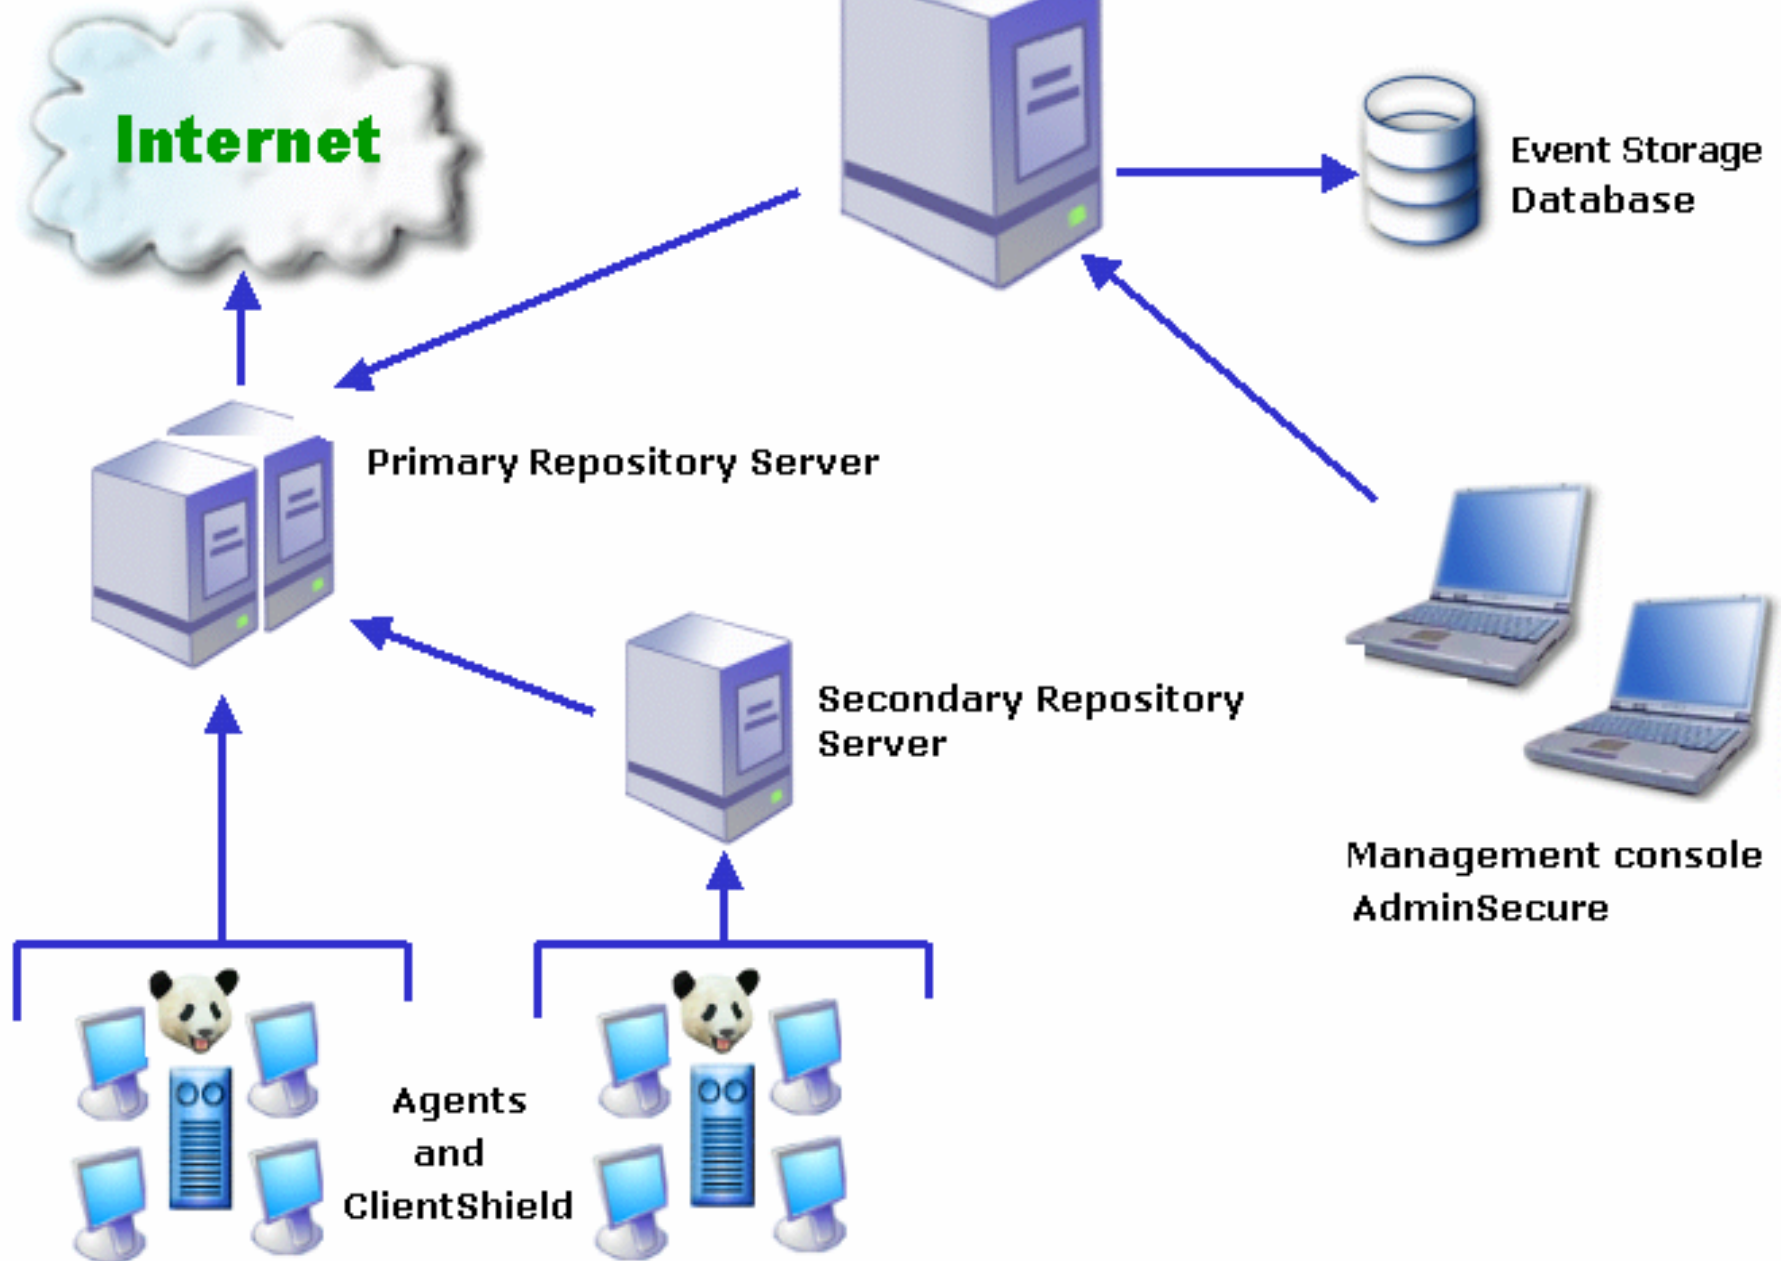 Internet
Event Storage
Database
Primary Repository Server
Secondary Repository
Server
Management console
AdminSecure
Agents
and
ClientShield